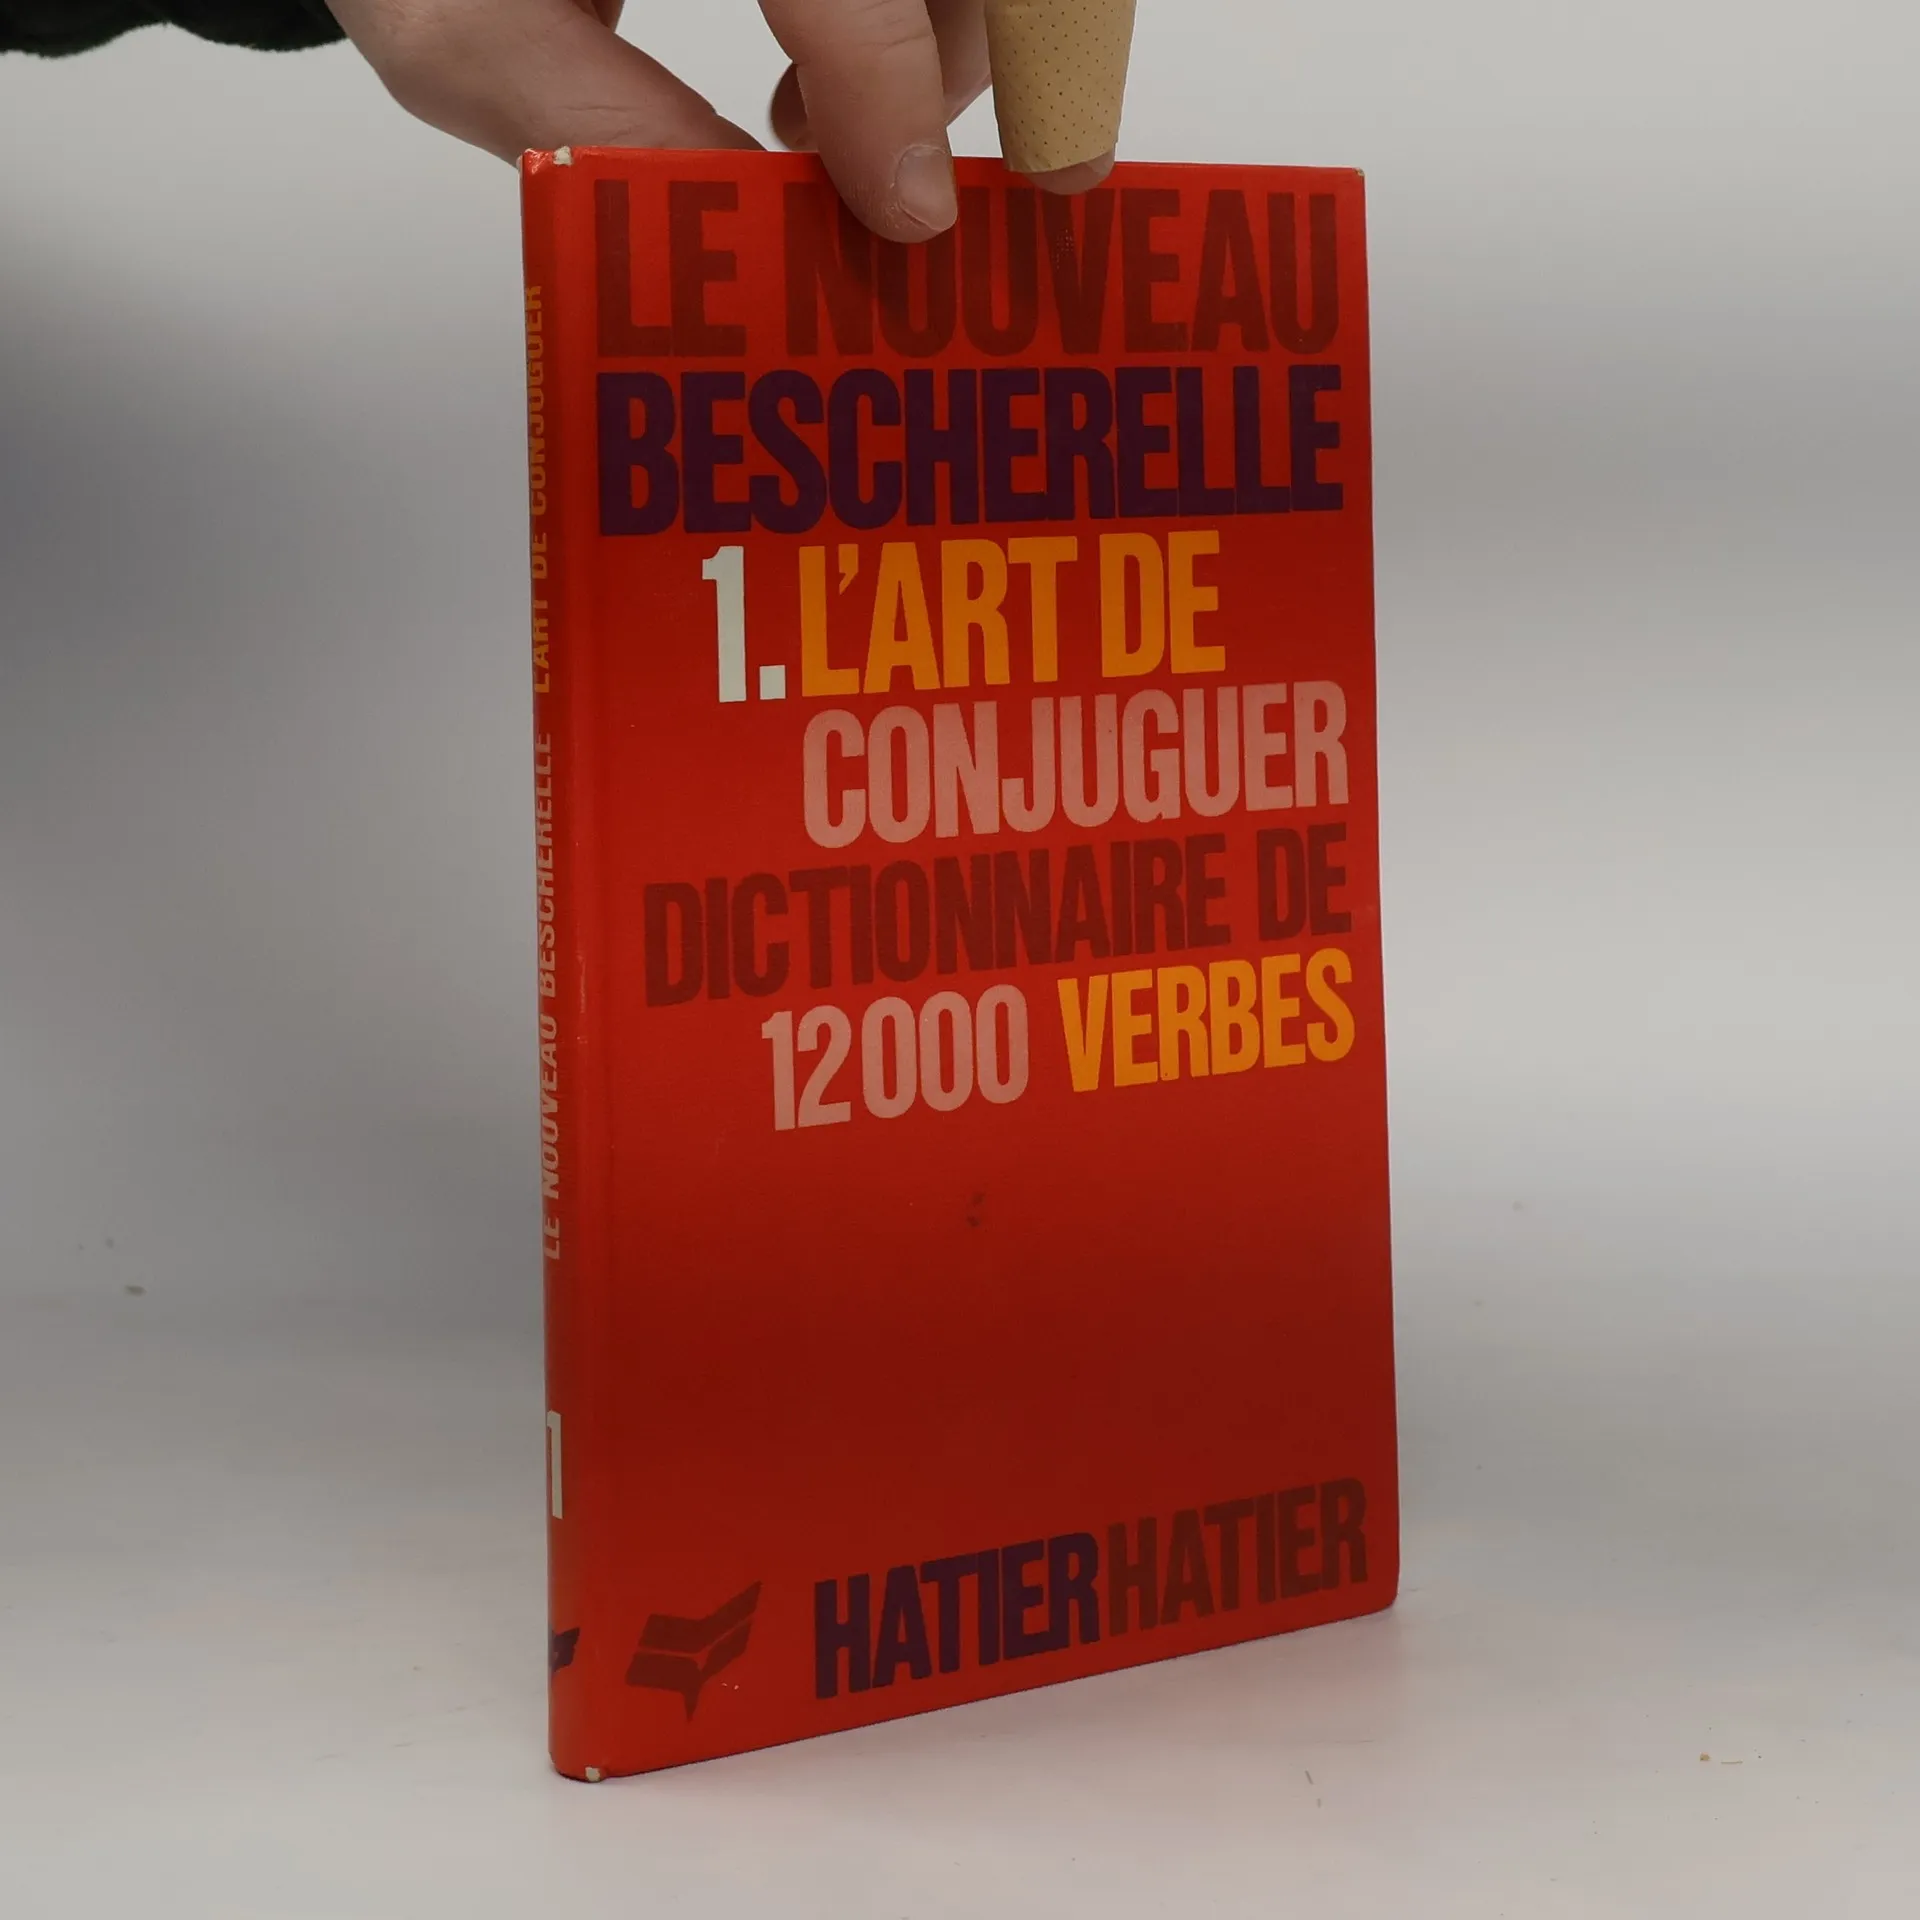 LE NOUVEAU
BESCHERELLE
1. L'ART DE
CONJUGUER
DICTIONNAIRE DE
12000 VERBES
HATIER HATIER
LE NOUVEAU BESCHERELLE L'ART DE CONJUGUER
1